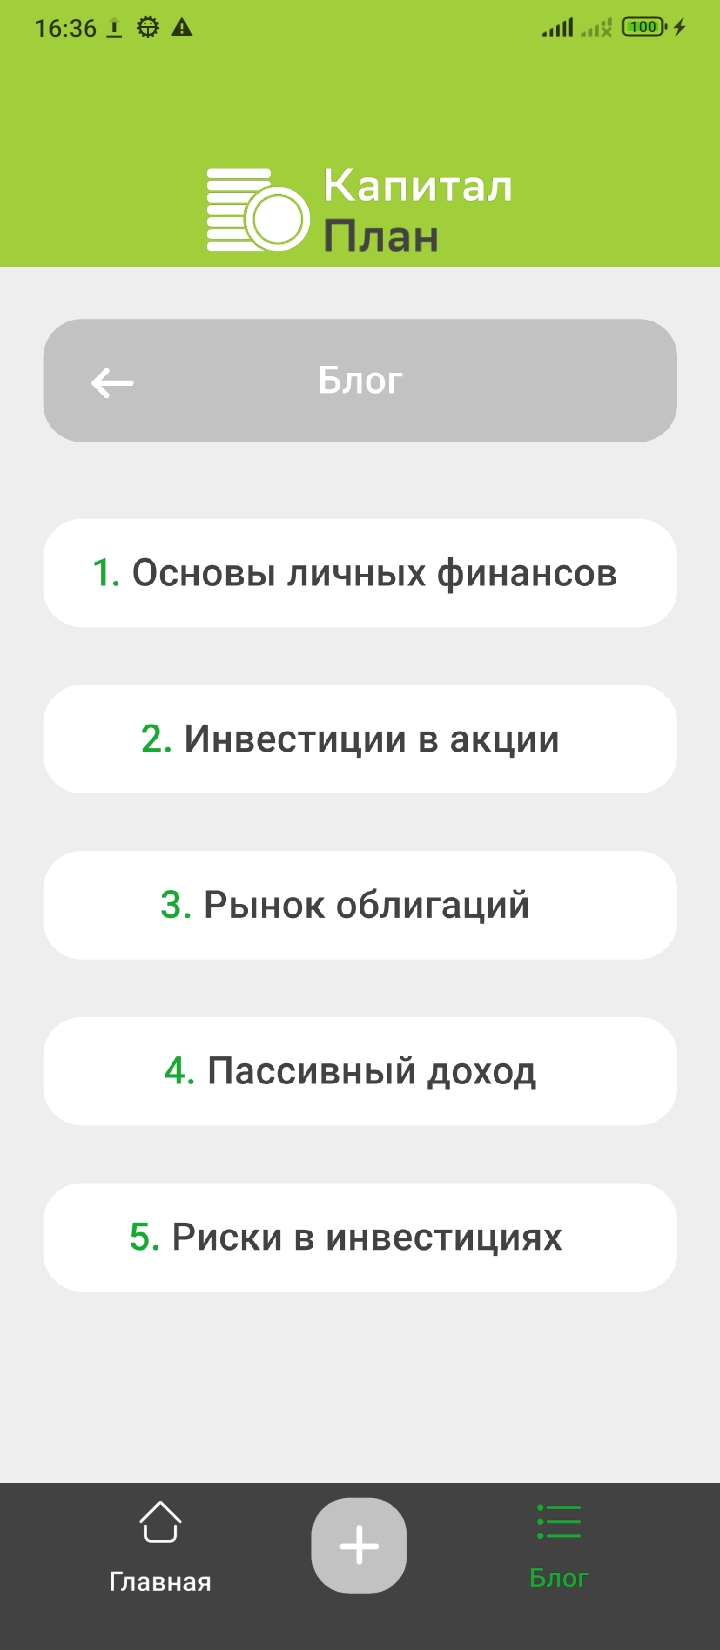 16:36
100
Капитал
План
Блог
1. Основы личных финансов
2. Инвестиции в акции
3. Рынок облигаций
4. Пассивный доход
5. Риски в инвестициях
Главная
Блог